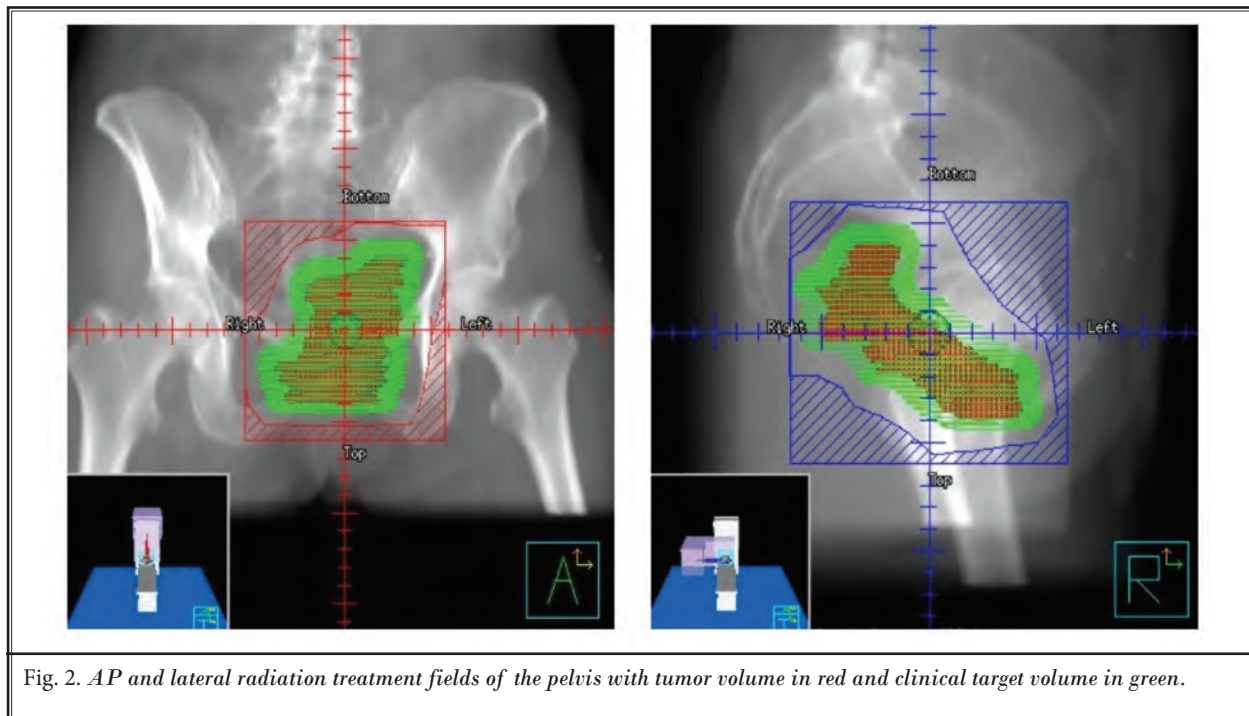 Bottom
Right
Left
Top
A
Bottom
Right
Left
Top
R
Fig. 2. AP and lateral radiation treatment fields of the pelvis with tumor volume in red and clinical target volume in green.